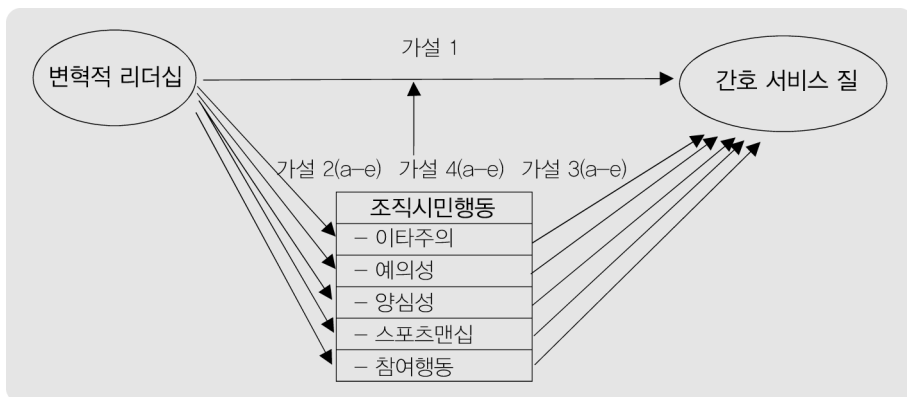 가설 1
변혁적 리더십
간호 서비스 질
가설 2(a-e) 가설 4(a-e) 가설 3(a-e)
조직시민행동
- 이타주의
- 예의성
- 양심성
- 스포츠맨십
- 참여행동